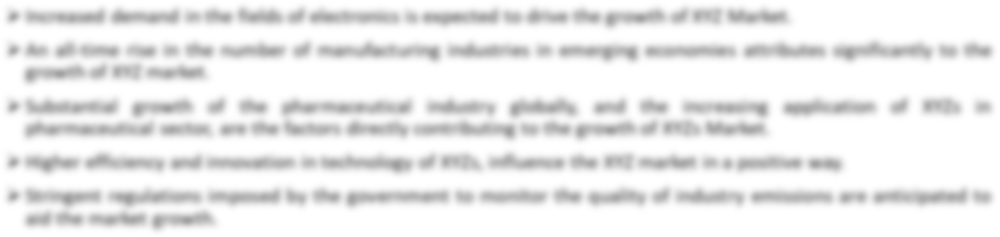 ➢ Increased demand in the fields of electronics is expected to drive the growth of XYZ Market.
➢ An all-time rise in the number of manufacturing industries in emerging economies attributes significantly to the
growth of XYZ market.
➢ Substantial growth of the pharmaceutical industry globally, and the increasing application of XYZs in
pharmaceutical sector, are the factors directly contributing to the growth of XYZs Market.
➢ Higher efficiency and innovation in technology of XYZs, influence the XYZ market in a positive way.
➢ Stringent regulations imposed by the government to monitor the quality of industry emissions are anticipated to
aid the market growth.